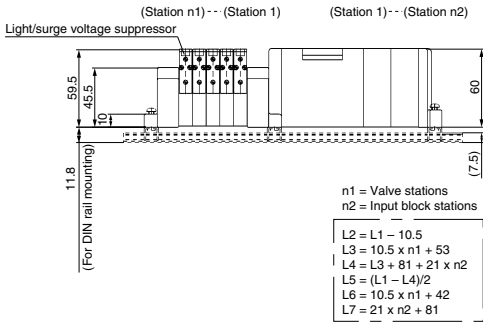 (Station n1)---(Station 1)
(Station 1)---(Station n2)
Light/surge voltage suppressor
59.5
45.5
10
60
11.8
(For DIN rail mounting)
(7.5)
n1 = Valve stations
n2 = Input block stations
L2 = L1 – 10.5
L3 = 10.5 x n1 + 53
L4 = L3 + 81 + 21 x n2
L5 = (L1 – L4)/2
L6 = 10.5 x n1 + 42
L7 = 21 x n2 + 81